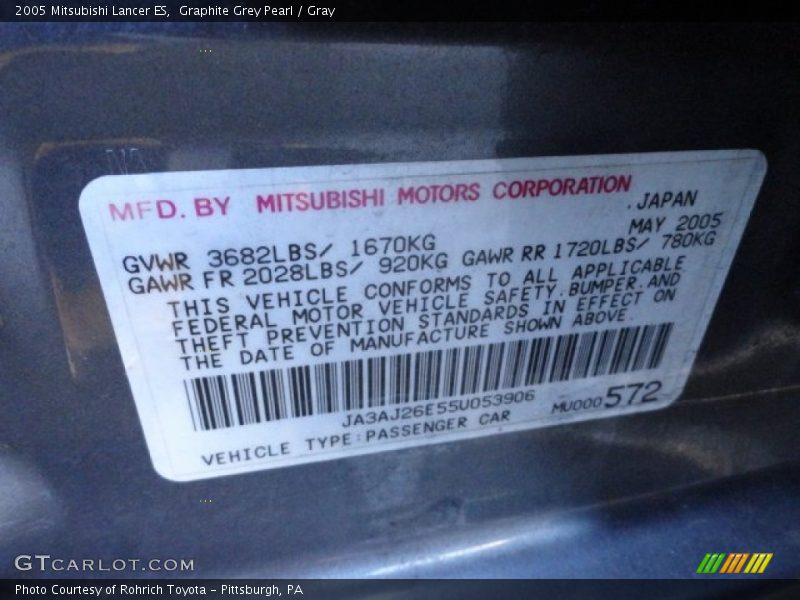 2005 Mitsubishi Lancer ES,  Graphite Grey Pearl / Gray
MFD. BY MITSUBISHI MOTORS CORPORATION
. JAPAN
MAY 2005
GVWR 3682LBS/ 1670KG
GAWR FR 2028LBS/ 920KG GAWR RR 1720LBS/ 780KG
THIS VEHICLE CONFORMS TO ALL APPLICABLE
FEDERAL MOTOR VEHICLE SAFETY.BUMPER.AND
THEFT PREVENTION STANDARDS IN EFFECT ON
THE DATE OF MANUFACTURE SHOWN ABOVE.
JA3AJ26E55U053906
MU000572
VEHICLE TYPE:PASSENGER CAR
GTCARLOT.COM
Photo Courtesy of Rohrich Toyota - Pittsburgh, PA